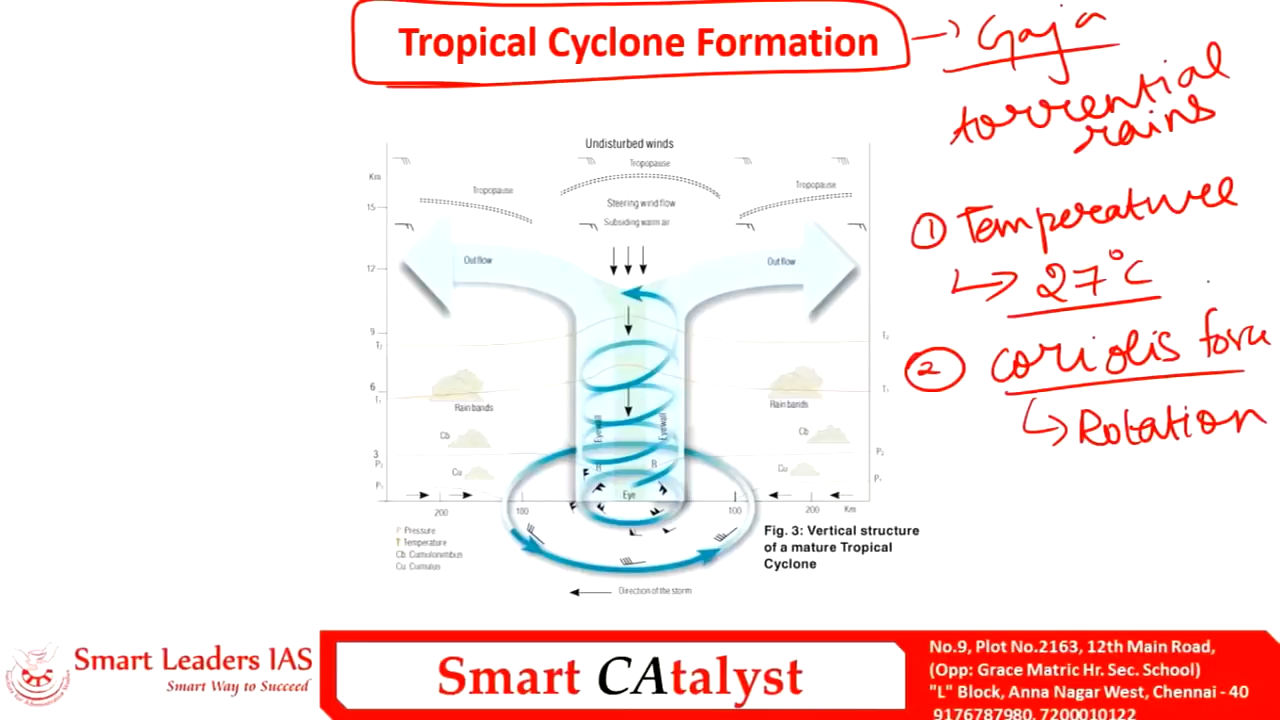 Tropical Cyclone Formation
→ Gaja
torrential
rains
① Temperature
↳ 27°C
② coriolis force
↳ Rotation
Undisturbed winds
Tropopause
Km
Tropopause
Tropopause
15
Steering wind flow
Subsiding warm air
Out flow
Out flow
12
9
T₂
T₂
6
T₁
T₁
Rain bands
Rain bands
Eyewall
Eyewall
Cb
Cb
3
P₂
P₂
R
B
Cu
Cu
P₁
P₁
Eye
200
100
100
200
Km
P Pressure
T Temperature
Cb Cumulonimbus
Cu Cumulus
Fig. 3: Vertical structure
of a mature Tropical
Cyclone
Direction of the storm
Smart Leaders IAS
Smart Way to Succeed
Smart CAtalyst
No.9, Plot No.2163, 12th Main Road,
(Opp: Grace Matric Hr. Sec. School)
"L" Block, Anna Nagar West, Chennai - 40
9176787980, 7200010122